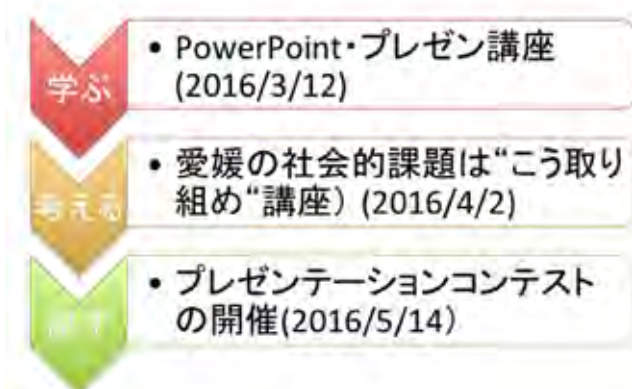 学ぶ
• PowerPoint・プレゼン講座
(2016/3/12)
考える
• 愛媛の社会的課題は“こう取り
組め“講座） (2016/4/2)
• プレゼンテーションコンテスト
の開催(2016/5/14）